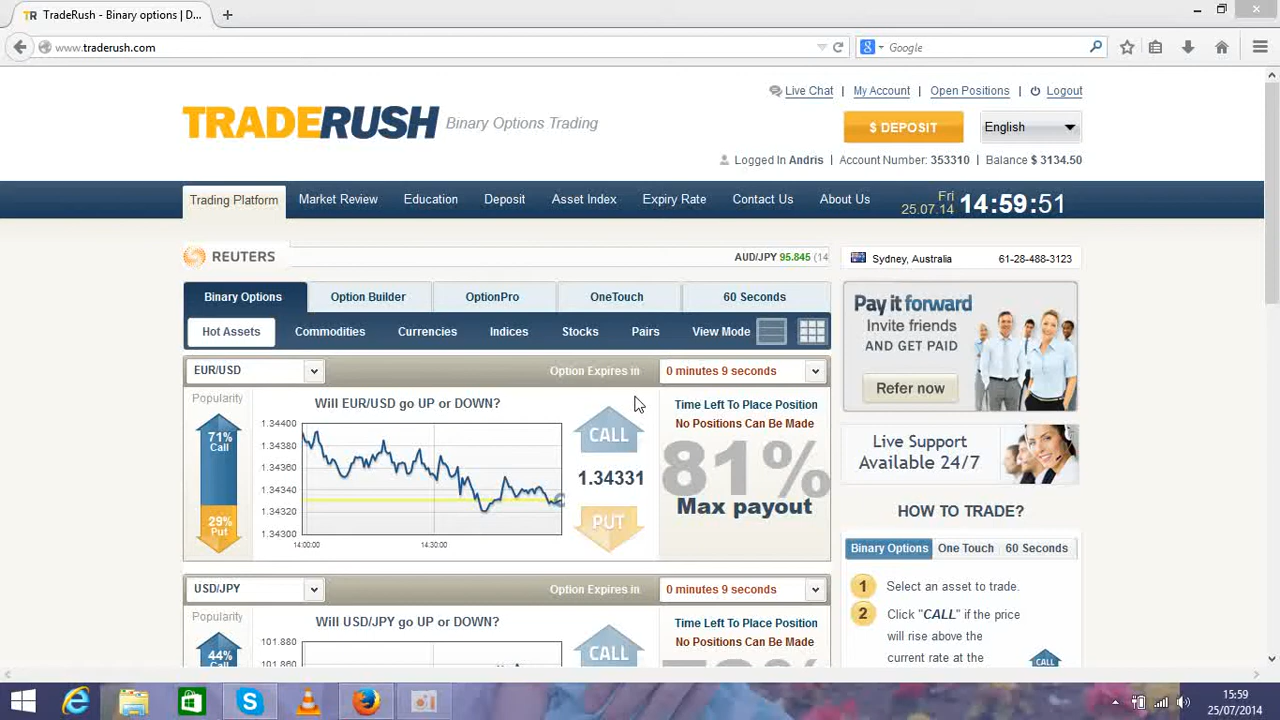 TradeRush - Binary options | D...
www.traderush.com
Google
Live Chat | My Account | Open Positions | Logout
TRADERUSH Binary Options Trading
$ DEPOSIT
English
Logged In Andris | Account Number: 353310 | Balance $ 3134.50
Trading Platform Market Review Education Deposit Asset Index Expiry Rate Contact Us About Us
Fri
25.07.14
14:59:51
REUTERS
AUD/JPY 95.845 (14
Sydney, Australia 61-28-488-3123
Binary Options Option Builder OptionPro OneTouch 60 Seconds
Hot Assets Commodities Currencies Indices Stocks Pairs View Mode
EUR/USD Option Expires in 0 minutes 9 seconds
Popularity
71%
Call
29%
Put
Will EUR/USD go UP or DOWN?
1.34400
1.34380
1.34360
1.34340
1.34320
1.34300
14:00:00 14:30:00
CALL
1.34331
PUT
Time Left To Place Position
No Positions Can Be Made
81%
Max payout
USD/JPY Option Expires in 0 minutes 9 seconds
Popularity
44%
Call
Will USD/JPY go UP or DOWN?
101.880
101.860
CALL
Time Left To Place Position
No Positions Can Be Made
Pay it forward
Invite friends
AND GET PAID
Refer now
Live Support
Available 24/7
HOW TO TRADE?
Binary Options One Touch 60 Seconds
1 Select an asset to trade.
2 Click "CALL" if the price
will rise above the
current rate at the
CALL
15:59
25/07/2014